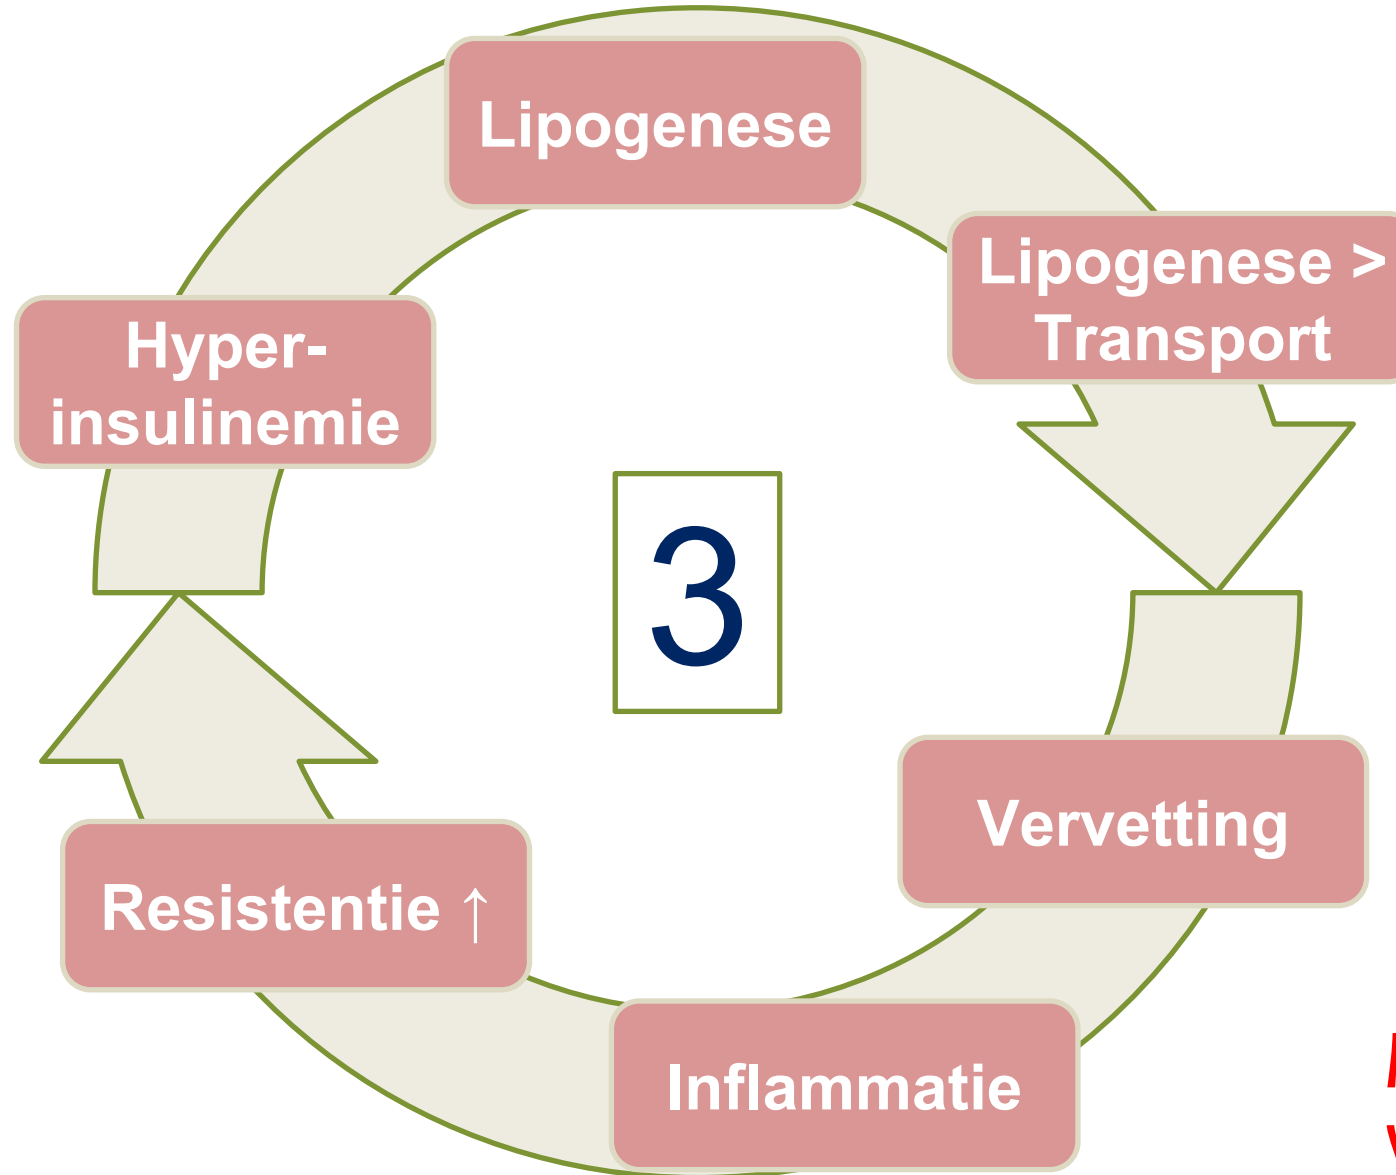 Lipogenese
Lipogenese >
Transport
Hyper-
insulinemie
3
Vervetting
Resistentie ↑
Inflammatie